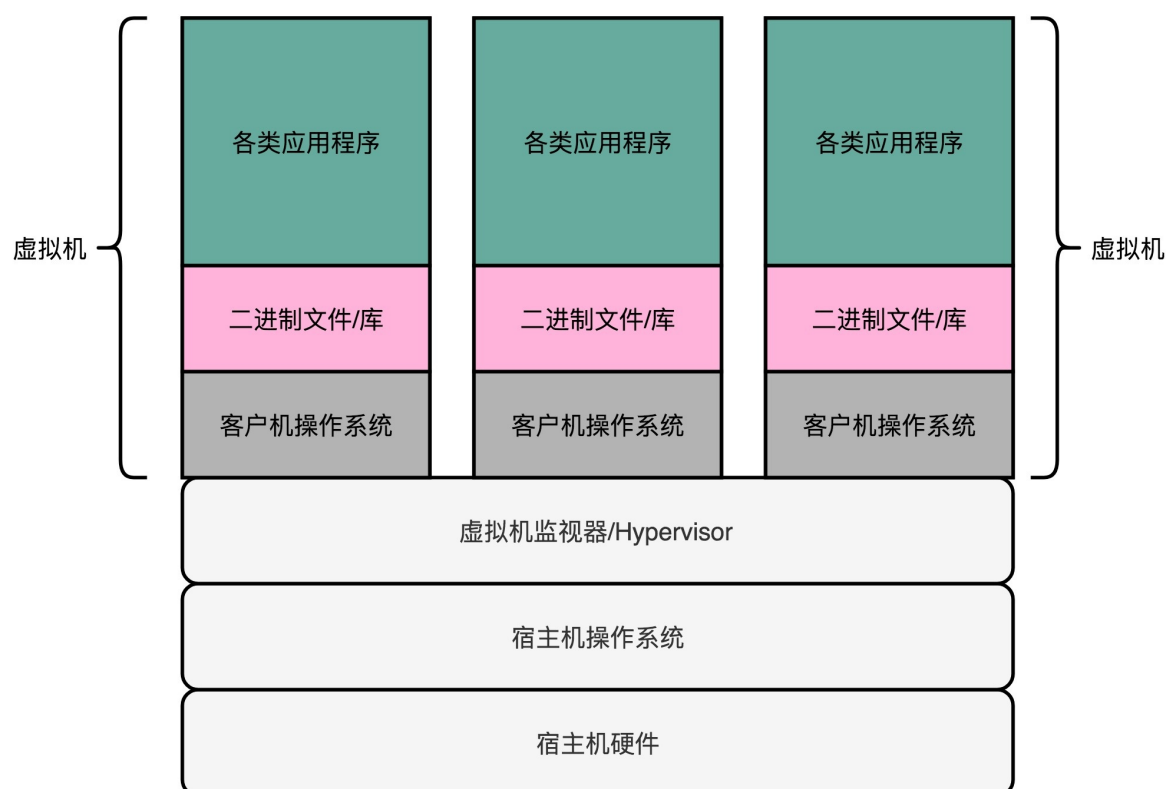 各类应用程序
各类应用程序
各类应用程序
虚拟机
虚拟机
二进制文件/库
二进制文件/库
二进制文件/库
客户机操作系统
客户机操作系统
客户机操作系统
虚拟机监视器/Hypervisor
宿主机操作系统
宿主机硬件